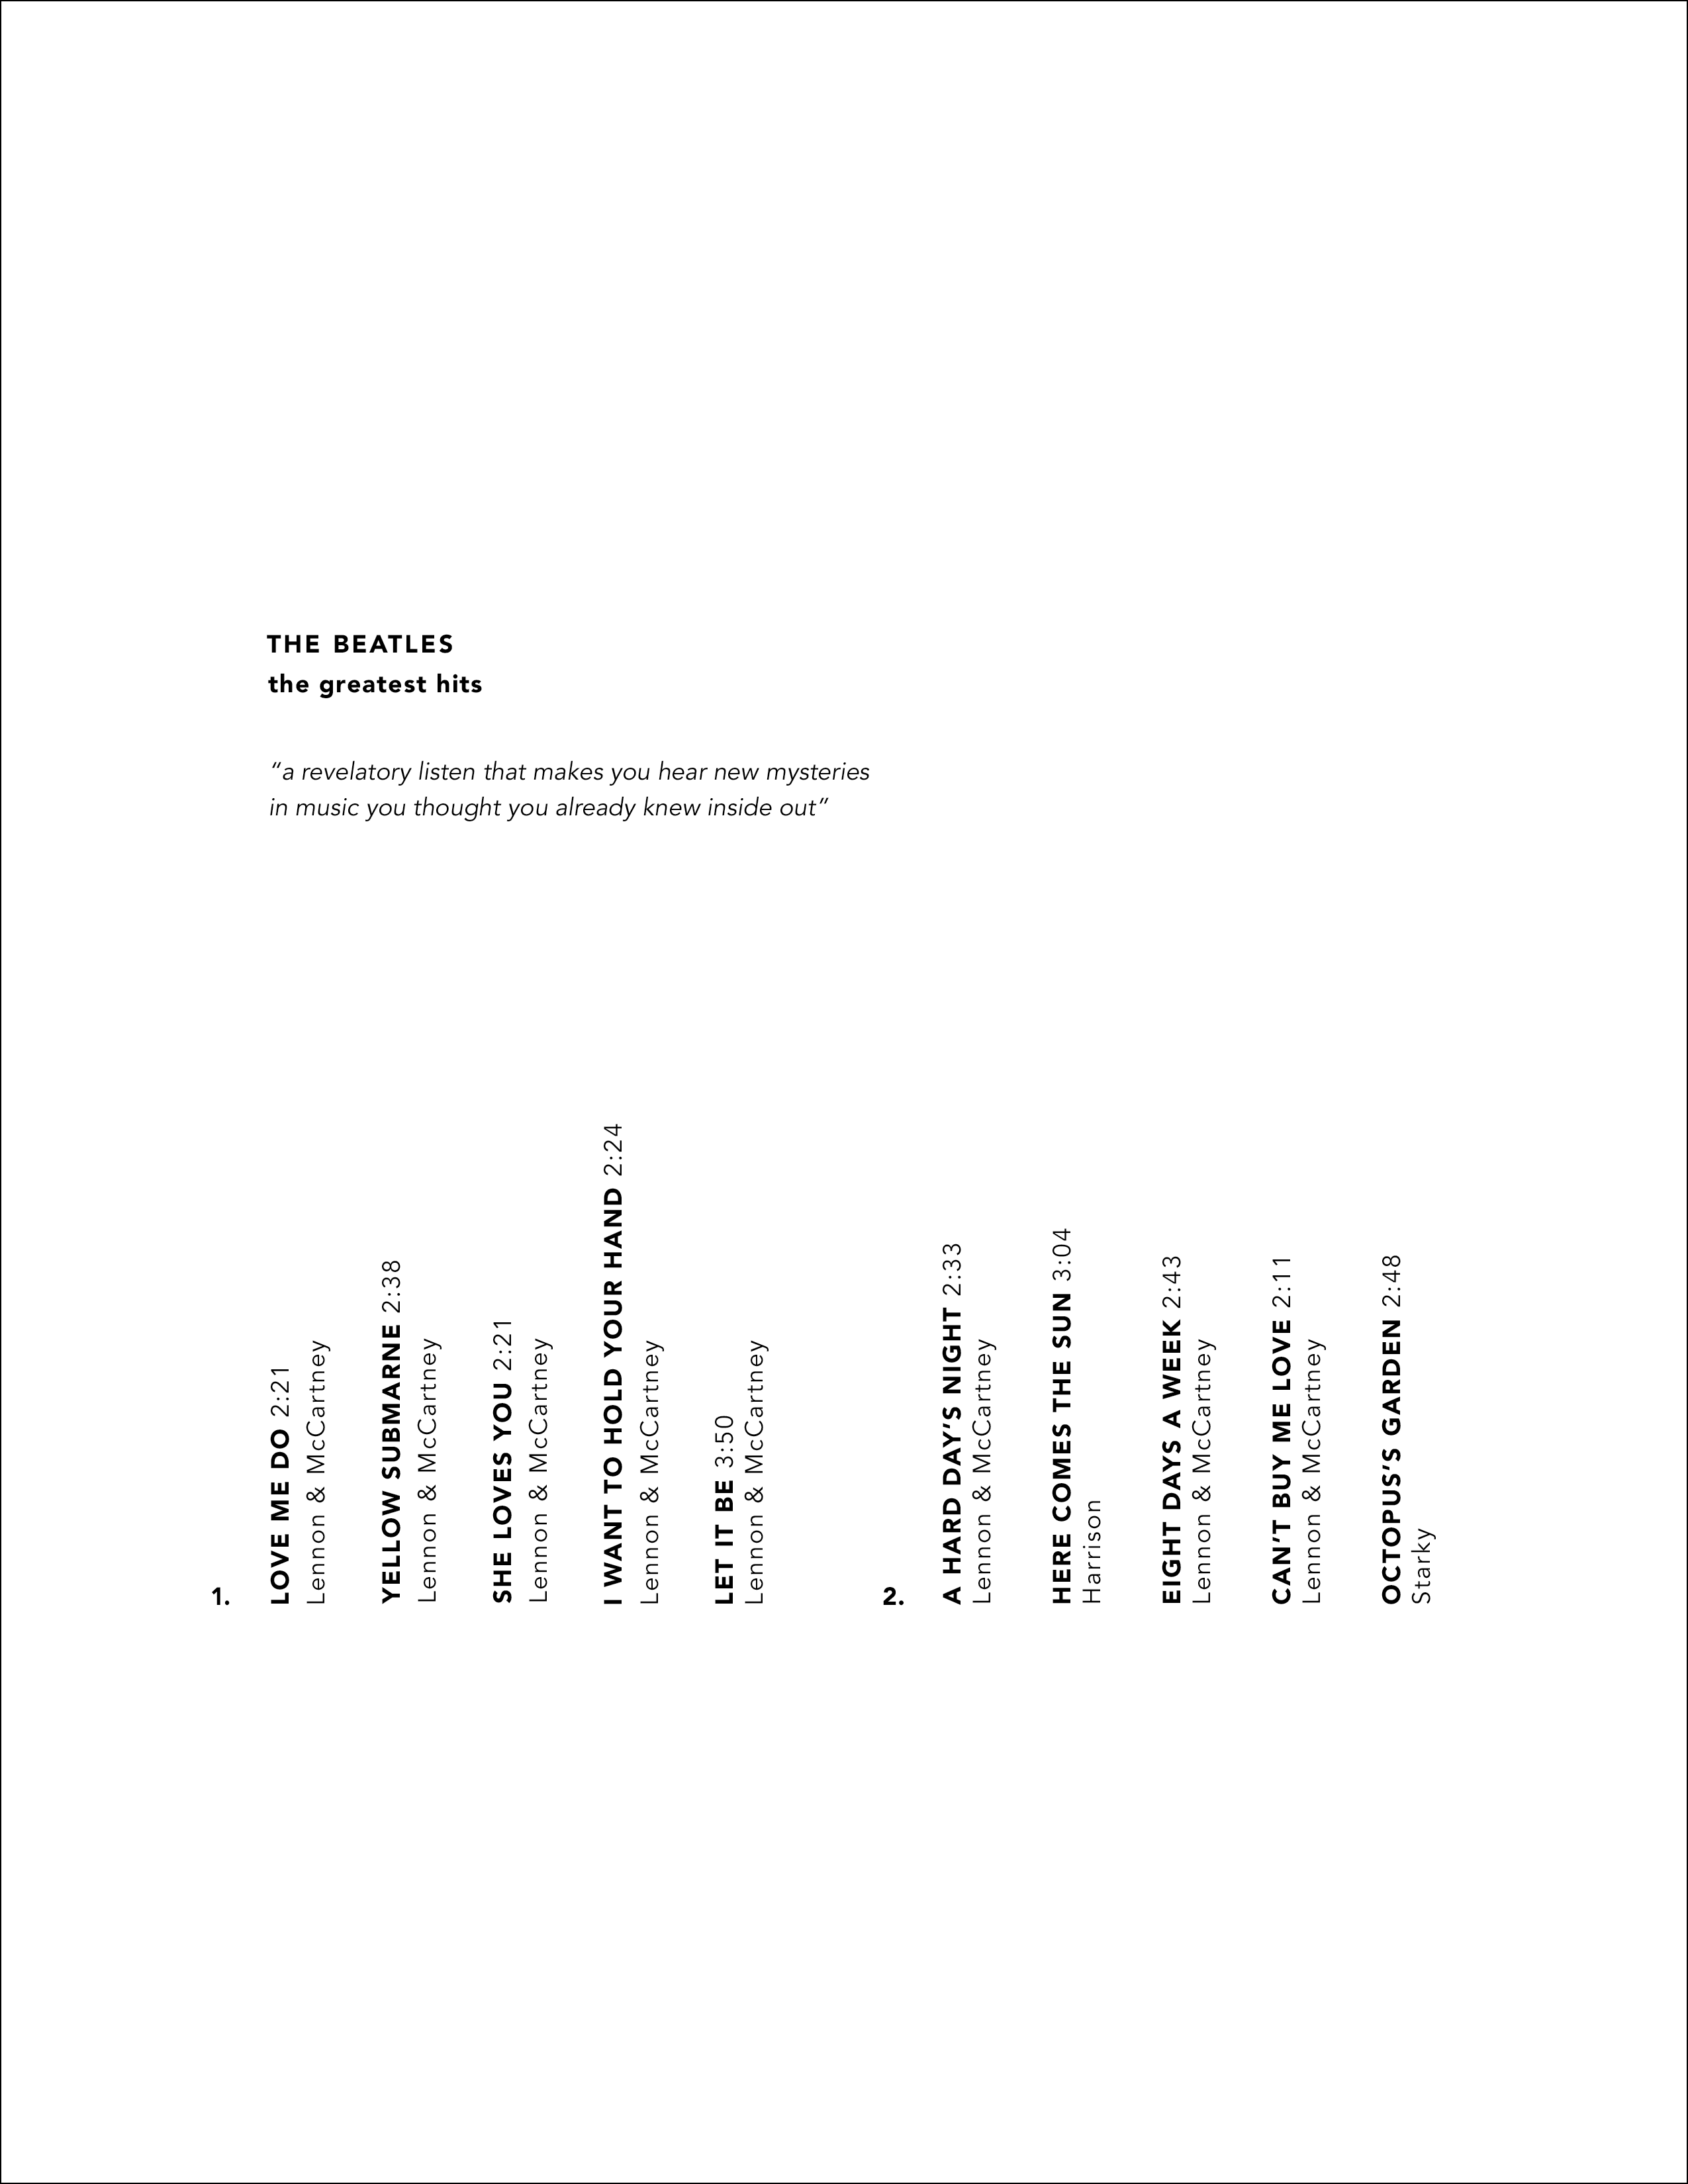 THE BEATLES
the greatest hits
“a revelatory listen that makes you hear new mysteries
in music you thought you already knew inside out”
1.
LOVE ME DO 2:21
Lennon & McCartney
YELLOW SUBMARNE 2:38
Lennon & McCartney
SHE LOVES YOU 2:21
Lennon & McCartney
I WANT TO HOLD YOUR HAND 2:24
Lennon & McCartney
LET IT BE 3:50
Lennon & McCartney
2.
A HARD DAY’S NIGHT 2:33
Lennon & McCartney
HERE COMES THE SUN 3:04
Harrison
EIGHT DAYS A WEEK 2:43
Lennon & McCartney
CAN’T BUY ME LOVE 2:11
Lennon & McCartney
OCTOPUS’S GARDEN 2:48
Starky